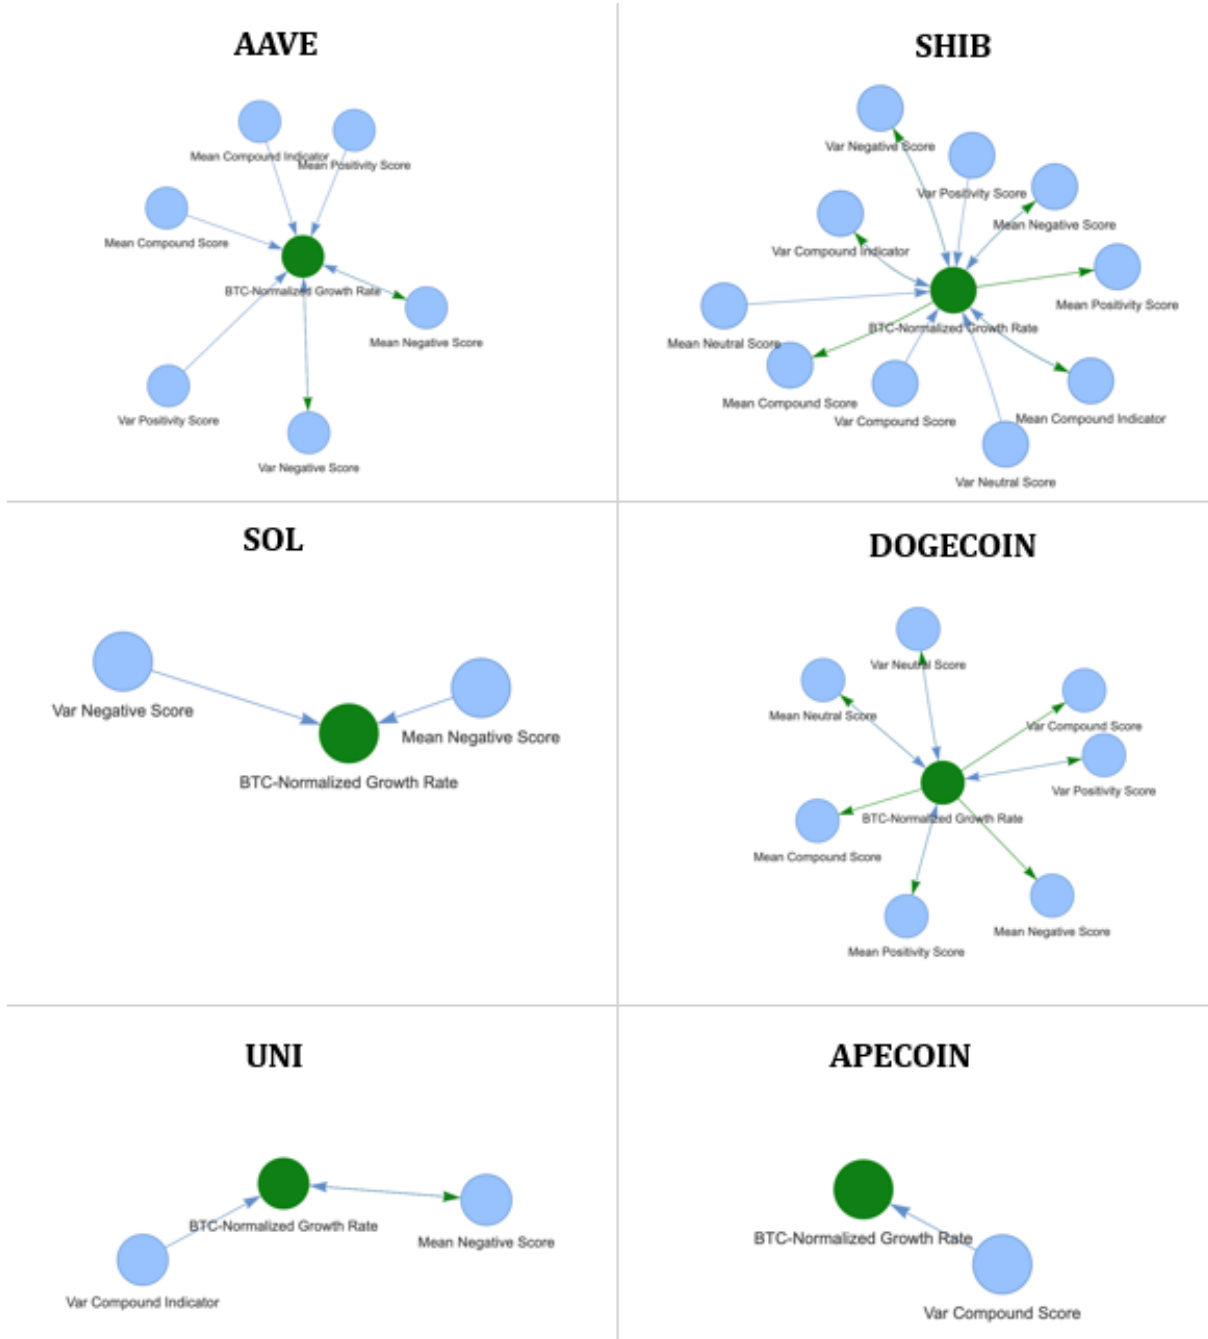 AAVE
Mean Compound Indicator
Mean Positivity Score
Mean Compound Score
BTC-Normalized Growth Rate
Mean Negative Score
Var Positivity Score
Var Negative Score
SHIB
Var Negative Score
Var Positivity Score
Mean Negative Score
Var Compound Indicator
Mean Positivity Score
BTC-Normalized Growth Rate
Mean Neutral Score
Mean Compound Score
Var Compound Score
Mean Compound Indicator
Var Neutral Score
SOL
Var Negative Score
Mean Negative Score
BTC-Normalized Growth Rate
DOGECOIN
Var Neutral Score
Mean Neutral Score
Var Compound Score
Var Positivity Score
BTC-Normalized Growth Rate
Mean Compound Score
Mean Negative Score
Mean Positivity Score
UNI
BTC-Normalized Growth Rate
Mean Negative Score
Var Compound Indicator
APECOIN
BTC-Normalized Growth Rate
Var Compound Score